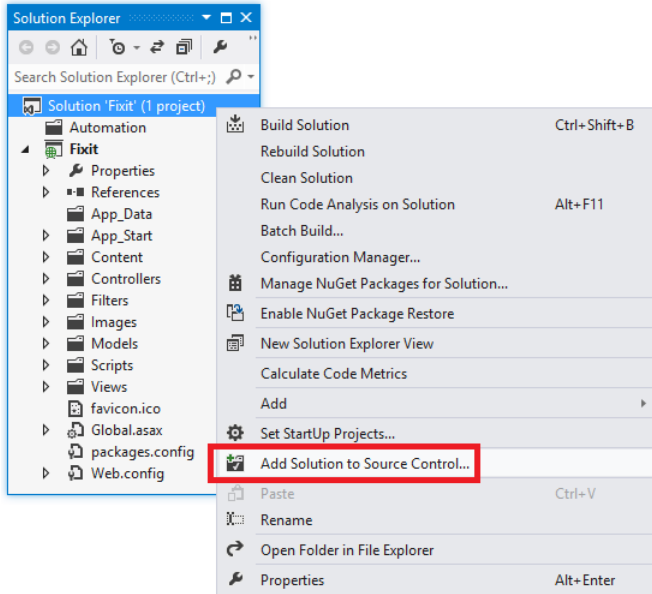 Solution Explorer
Search Solution Explorer (Ctrl+;)
Solution 'Fixit' (1 project)
Automation
Fixit
Properties
References
App_Data
App_Start
Content
Controllers
Filters
Images
Models
Scripts
Views
favicon.ico
Global.asax
packages.config
Web.config
Build Solution Ctrl+Shift+B
Rebuild Solution
Clean Solution
Run Code Analysis on Solution Alt+F11
Batch Build...
Configuration Manager...
Manage NuGet Packages for Solution...
Enable NuGet Package Restore
New Solution Explorer View
Calculate Code Metrics
Add
Set StartUp Projects...
Add Solution to Source Control...
Paste Ctrl+V
Rename
Open Folder in File Explorer
Properties Alt+Enter